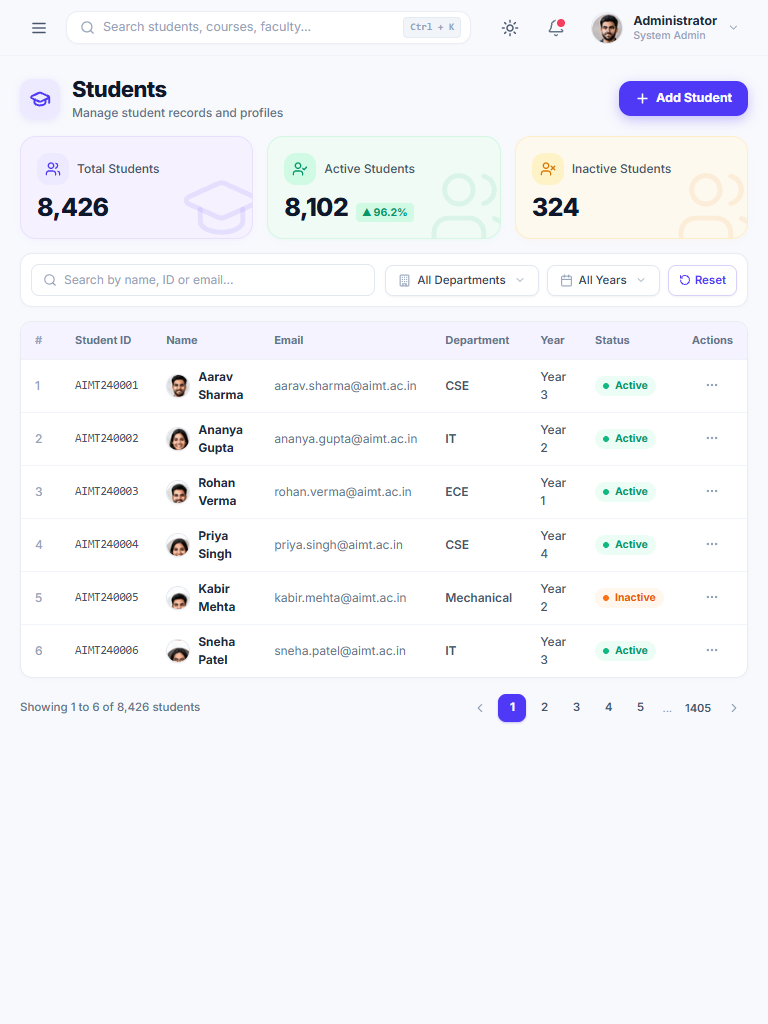 Search students, courses, faculty...
Ctrl + K
Administrator
System Admin
Students
Manage student records and profiles
Add Student
Total Students
8,426
Active Students
8,102
▲96.2%
Inactive Students
324
Search by name, ID or email...
All Departments
All Years
Reset
# Student ID Name Email Department Year Status Actions
1 AIMT240001 Aarav Sharma aarav.sharma@aimt.ac.in CSE Year 3 Active ...
2 AIMT240002 Ananya Gupta ananya.gupta@aimt.ac.in IT Year 2 Active ...
3 AIMT240003 Rohan Verma rohan.verma@aimt.ac.in ECE Year 1 Active ...
4 AIMT240004 Priya Singh priya.singh@aimt.ac.in CSE Year 4 Active ...
5 AIMT240005 Kabir Mehta kabir.mehta@aimt.ac.in Mechanical Year 2 Inactive ...
6 AIMT240006 Sneha Patel sneha.patel@aimt.ac.in IT Year 3 Active ...
Showing 1 to 6 of 8,426 students
1 2 3 4 5 ... 1405